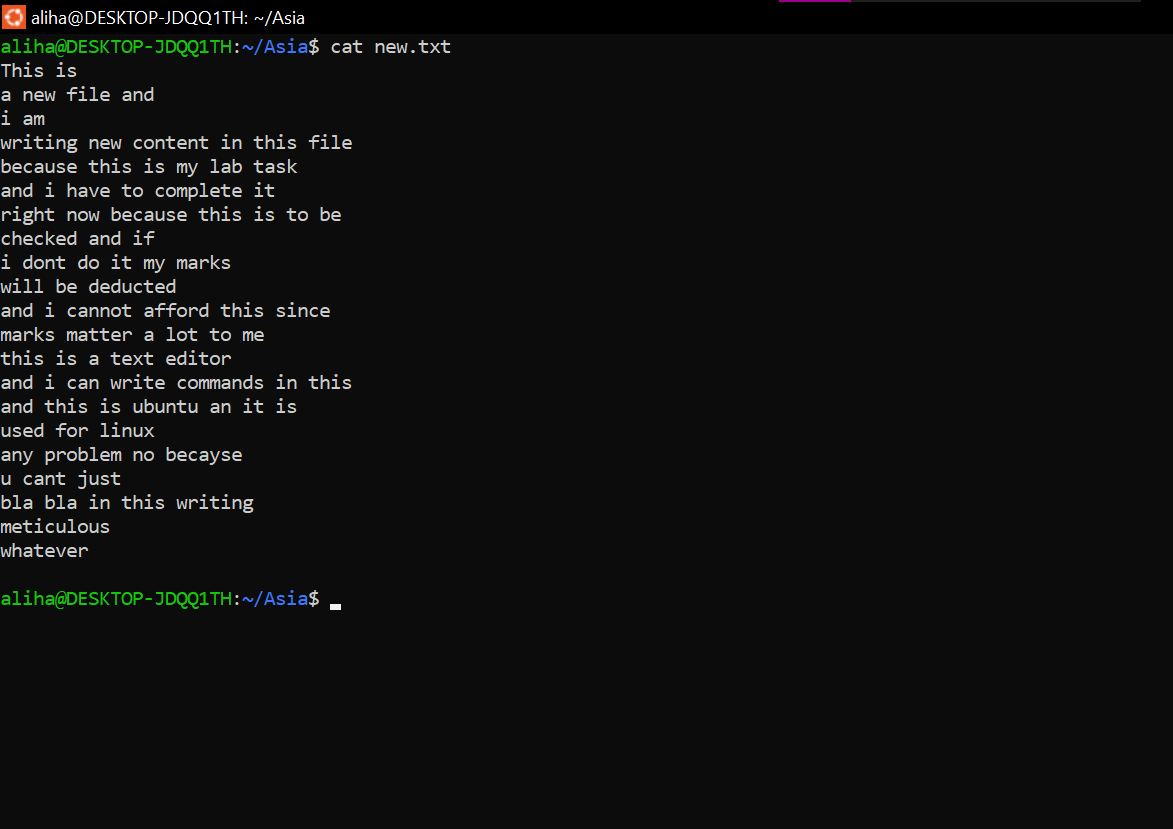 aliha@DESKTOP-JDQQ1TH: ~/Asia
aliha@DESKTOP-JDQQ1TH:~/Asia$ cat new.txt
This is
a new file and
i am
writing new content in this file
because this is my lab task
and i have to complete it
right now because this is to be
checked and if
i dont do it my marks
will be deducted
and i cannot afford this since
marks matter a lot to me
this is a text editor
and i can write commands in this
and this is ubuntu an it is
used for linux
any problem no becayse
u cant just
bla bla in this writing
meticulous
whatever
aliha@DESKTOP-JDQQ1TH:~/Asia$